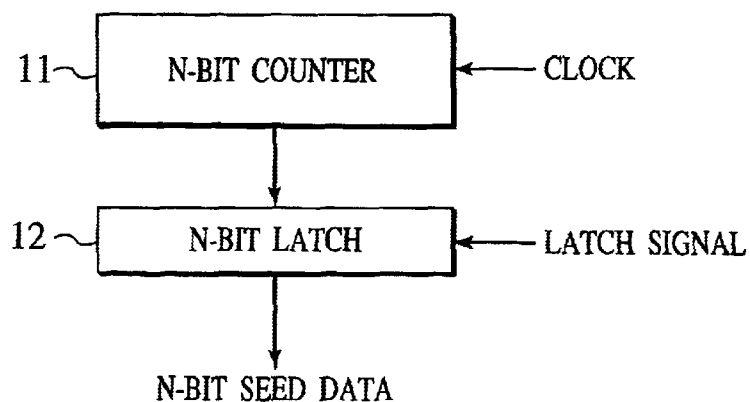 11 N-BIT COUNTER CLOCK
12 N-BIT LATCH LATCH SIGNAL
N-BIT SEED DATA